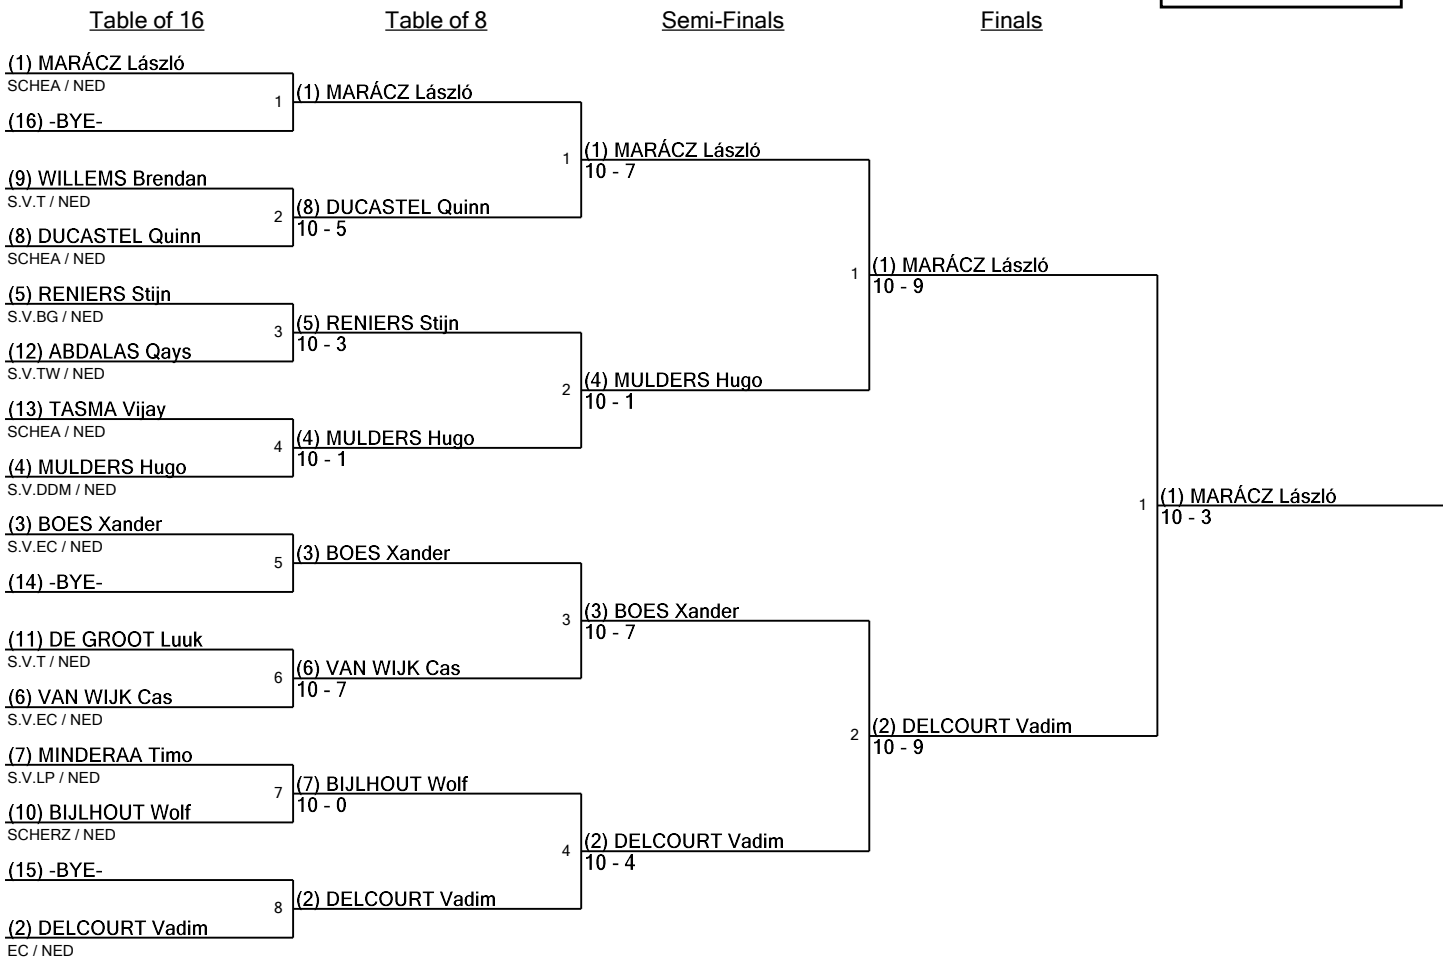 Table of 16
Table of 8
Semi-Finals
Finals
(1) MARÁCZ László
SCHEA / NED
1
(16) -BYE-
(9) WILLEMS Brendan
S.V.T / NED
2
(8) DUCASTEL Quinn
SCHEA / NED
(5) RENIERS Stijn
S.V.BG / NED
3
(12) ABDALAS Qays
S.V.TW / NED
(13) TASMA Vijay
SCHEA / NED
4
(4) MULDERS Hugo
S.V.DDM / NED
(3) BOES Xander
S.V.EC / NED
5
(14) -BYE-
(11) DE GROOT Luuk
S.V.T / NED
6
(6) VAN WIJK Cas
S.V.EC / NED
(7) MINDERAA Timo
S.V.LP / NED
7
(10) BIJLHOUT Wolf
SCHERZ / NED
(15) -BYE-
8
(2) DELCOURT Vadim
EC / NED
(1) MARÁCZ László
1
(8) DUCASTEL Quinn
10 - 5
(5) RENIERS Stijn
10 - 3
2
(4) MULDERS Hugo
10 - 1
(3) BOES Xander
3
(6) VAN WIJK Cas
10 - 7
(7) BIJLHOUT Wolf
10 - 0
4
(2) DELCOURT Vadim
(1) MARÁCZ László
10 - 7
1
(4) MULDERS Hugo
10 - 1
(3) BOES Xander
10 - 7
2
(2) DELCOURT Vadim
10 - 4
(1) MARÁCZ László
10 - 9
1
(2) DELCOURT Vadim
10 - 9
(1) MARÁCZ László
10 - 3